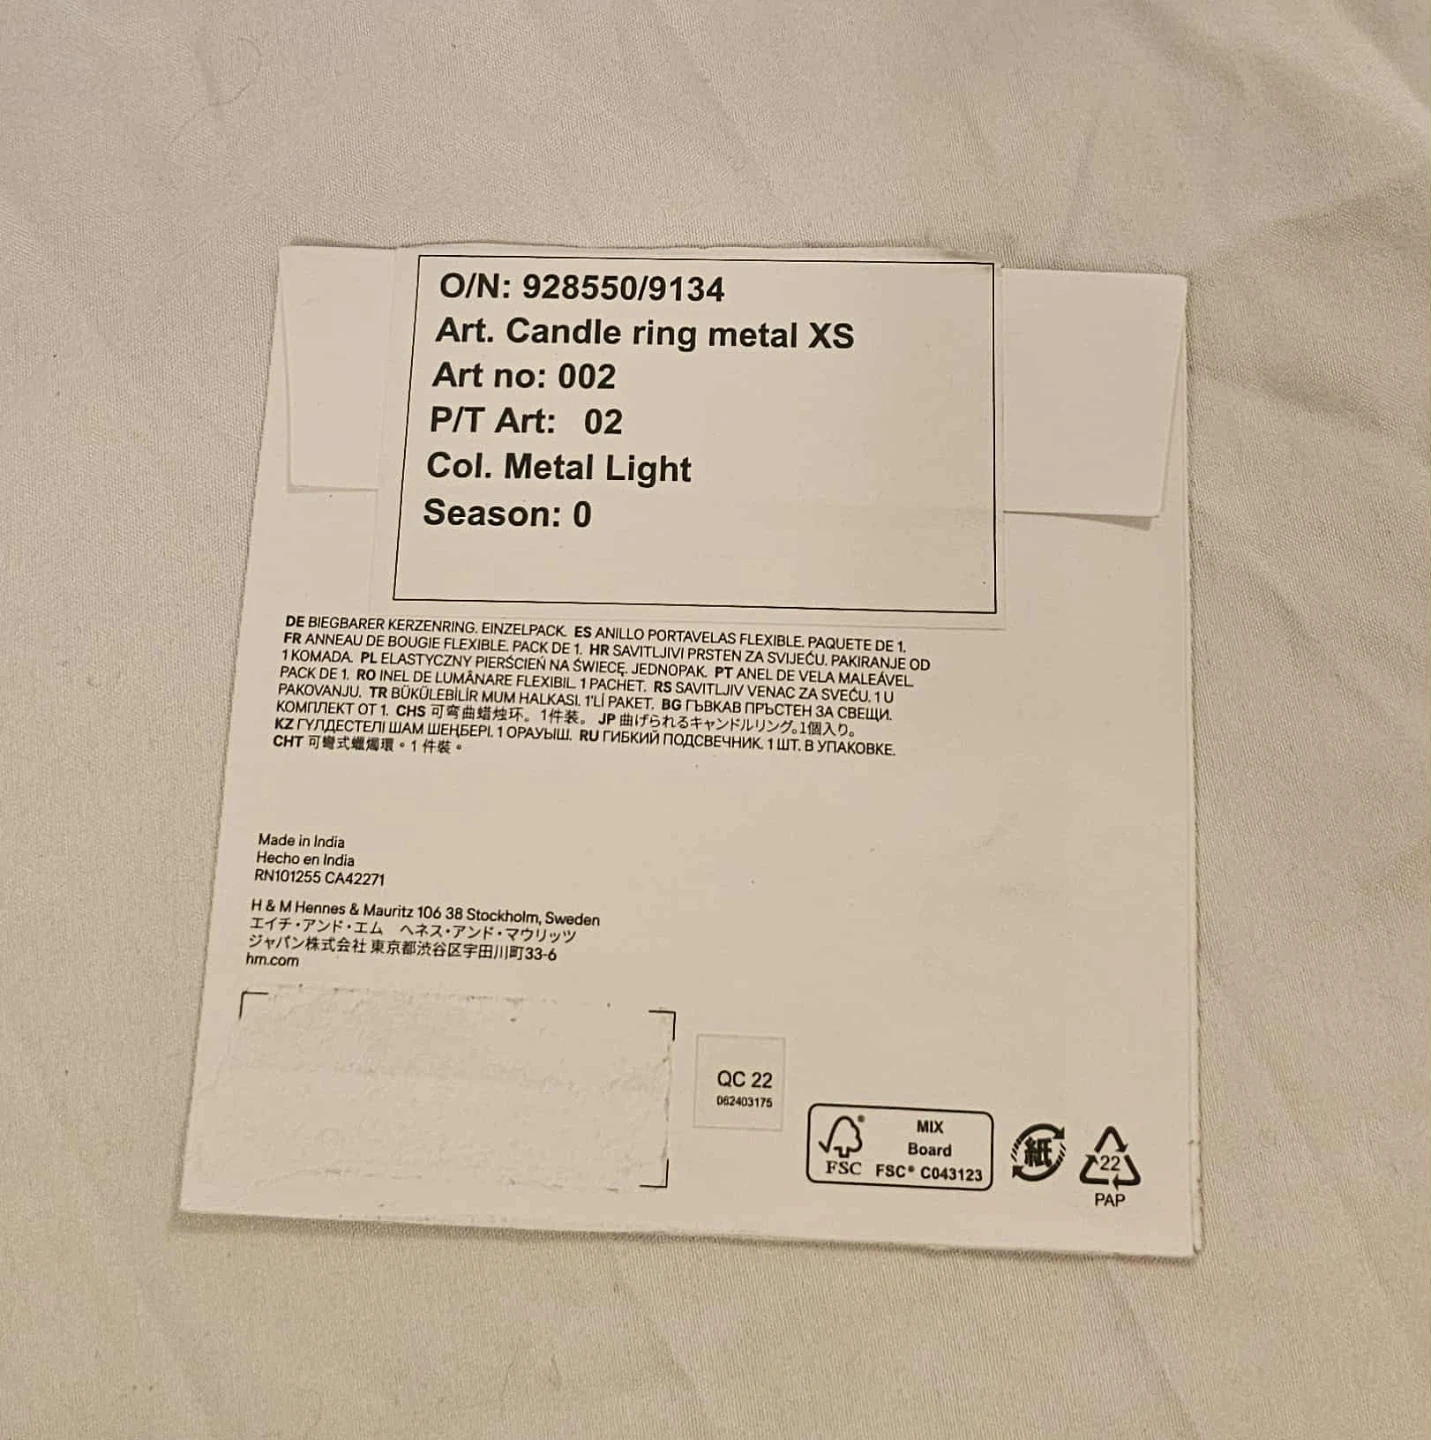 O/N: 928550/9134
Art. Candle ring metal XS
Art no: 002
P/T Art: 02
Col. Metal Light
Season: 0
DE BIEGBARER KERZENRING. EINZELPACK. ES ANILLO PORTAVELAS FLEXIBLE. PAQUETE DE 1.
FR ANNEAU DE BOUGIE FLEXIBLE. PACK DE 1. HR SAVITLJIVI PRSTEN ZA SVIJEĆU. PAKIRANJE OD
1 KOMADA. PL ELASTYCZNY PIERŚCIEŃ NA ŚWIECĘ. JEDNOPAK. PT ANEL DE VELA MALEÁVEL.
PACK DE 1. RO INEL DE LUMÂNARE FLEXIBIL. 1 PACHET. RS SAVITLJIV VENAC ZA SVEĆU. 1 U
PAKOVANJU. TR BÜKÜLEBİLİR MUM HALKASI. 1'Lİ PAKET. BG ГЪВКАВ ПРЪСТЕН ЗА СВЕЩИ.
КОМПЛЕКТ ОТ 1. CHS 可弯曲蜡烛环。1件装。 JP 曲げられるキャンドルリング。1個入り。
KZ ГҮЛДЕСТЕЛІ ШАМ ШЕҢБЕРІ. 1 ОРАУЫШ. RU ГИБКИЙ ПОДСВЕЧНИК. 1 ШТ. В УПАКОВКЕ.
CHT 可彎式蠟燭環。1 件裝。
Made in India
Hecho en India
RN101255 CA42271
H & M Hennes & Mauritz 106 38 Stockholm, Sweden
エイチ・アンド・エム ヘネス・アンド・マウリッツ
ジャパン株式会社 東京都渋谷区宇田川町33-6
hm.com
QC 22
062403175
MIX
Board
FSC FSC® C043123
紙
22
PAP